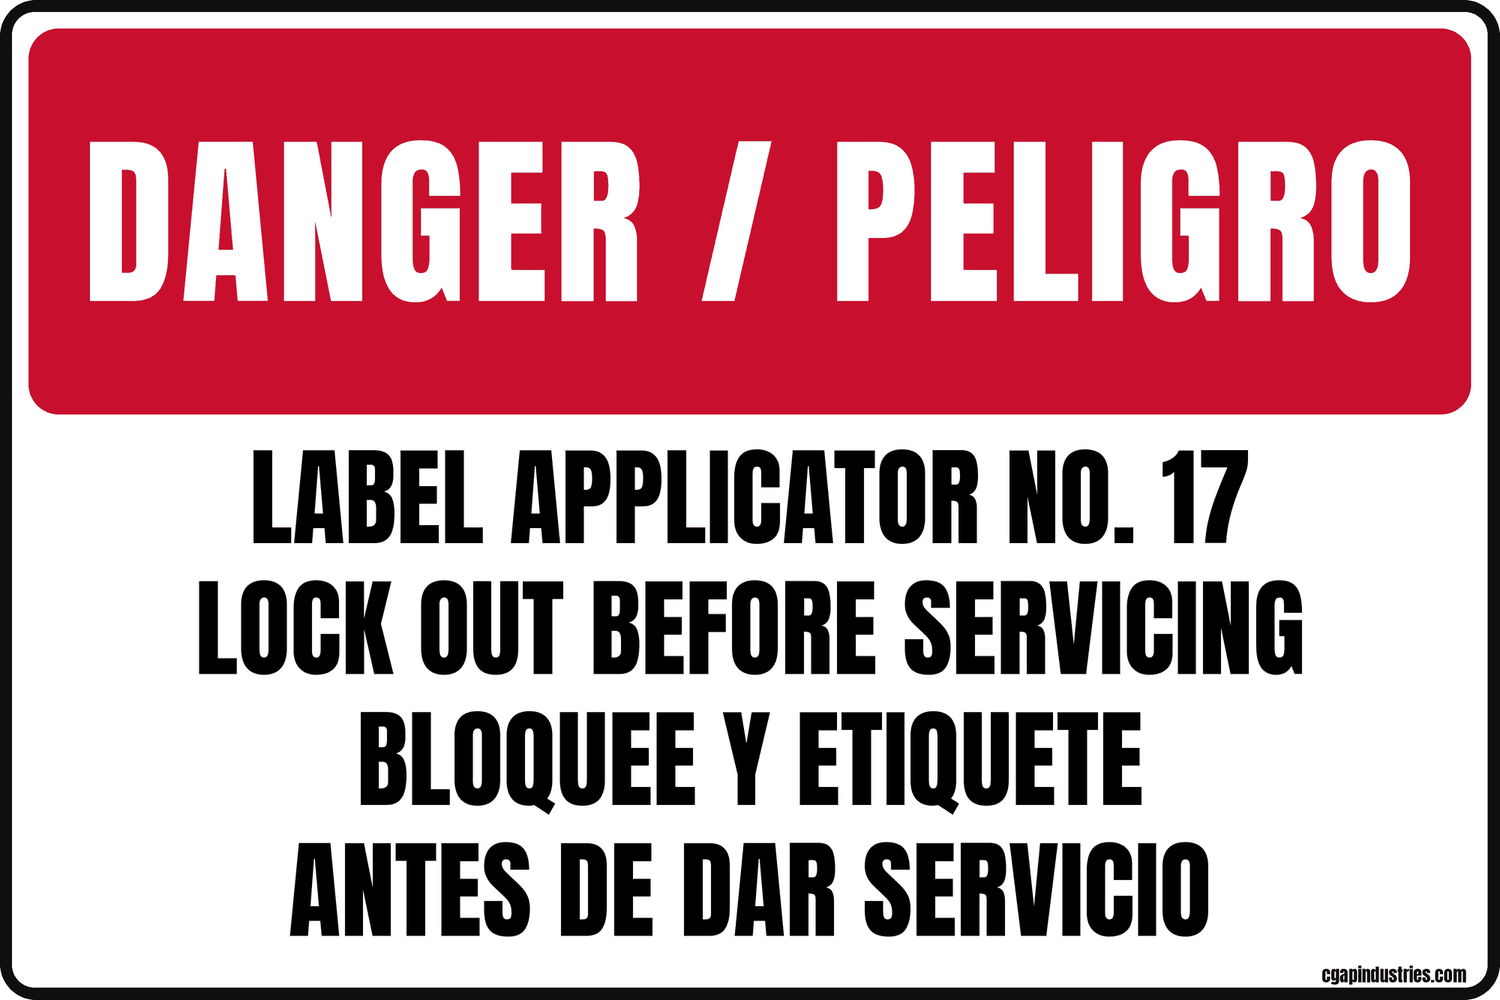 DANGER / PELIGRO
LABEL APPLICATOR NO. 17
LOCK OUT BEFORE SERVICING
BLOQUEE Y ETIQUETE
ANTES DE DAR SERVICIO
cgapindustries.com